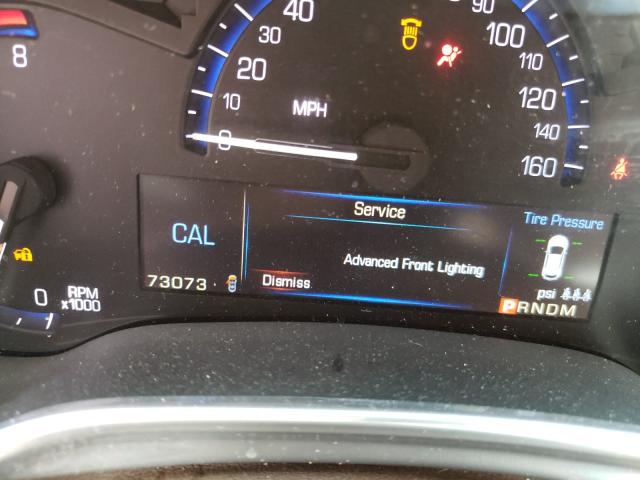 8
40
30
20
10
0
MPH
90
100
110
120
140
160
Service
Tire Pressure
CAL
Advanced Front Lighting
73073
Dismiss
psi
PRNDM
0
RPM
x1000